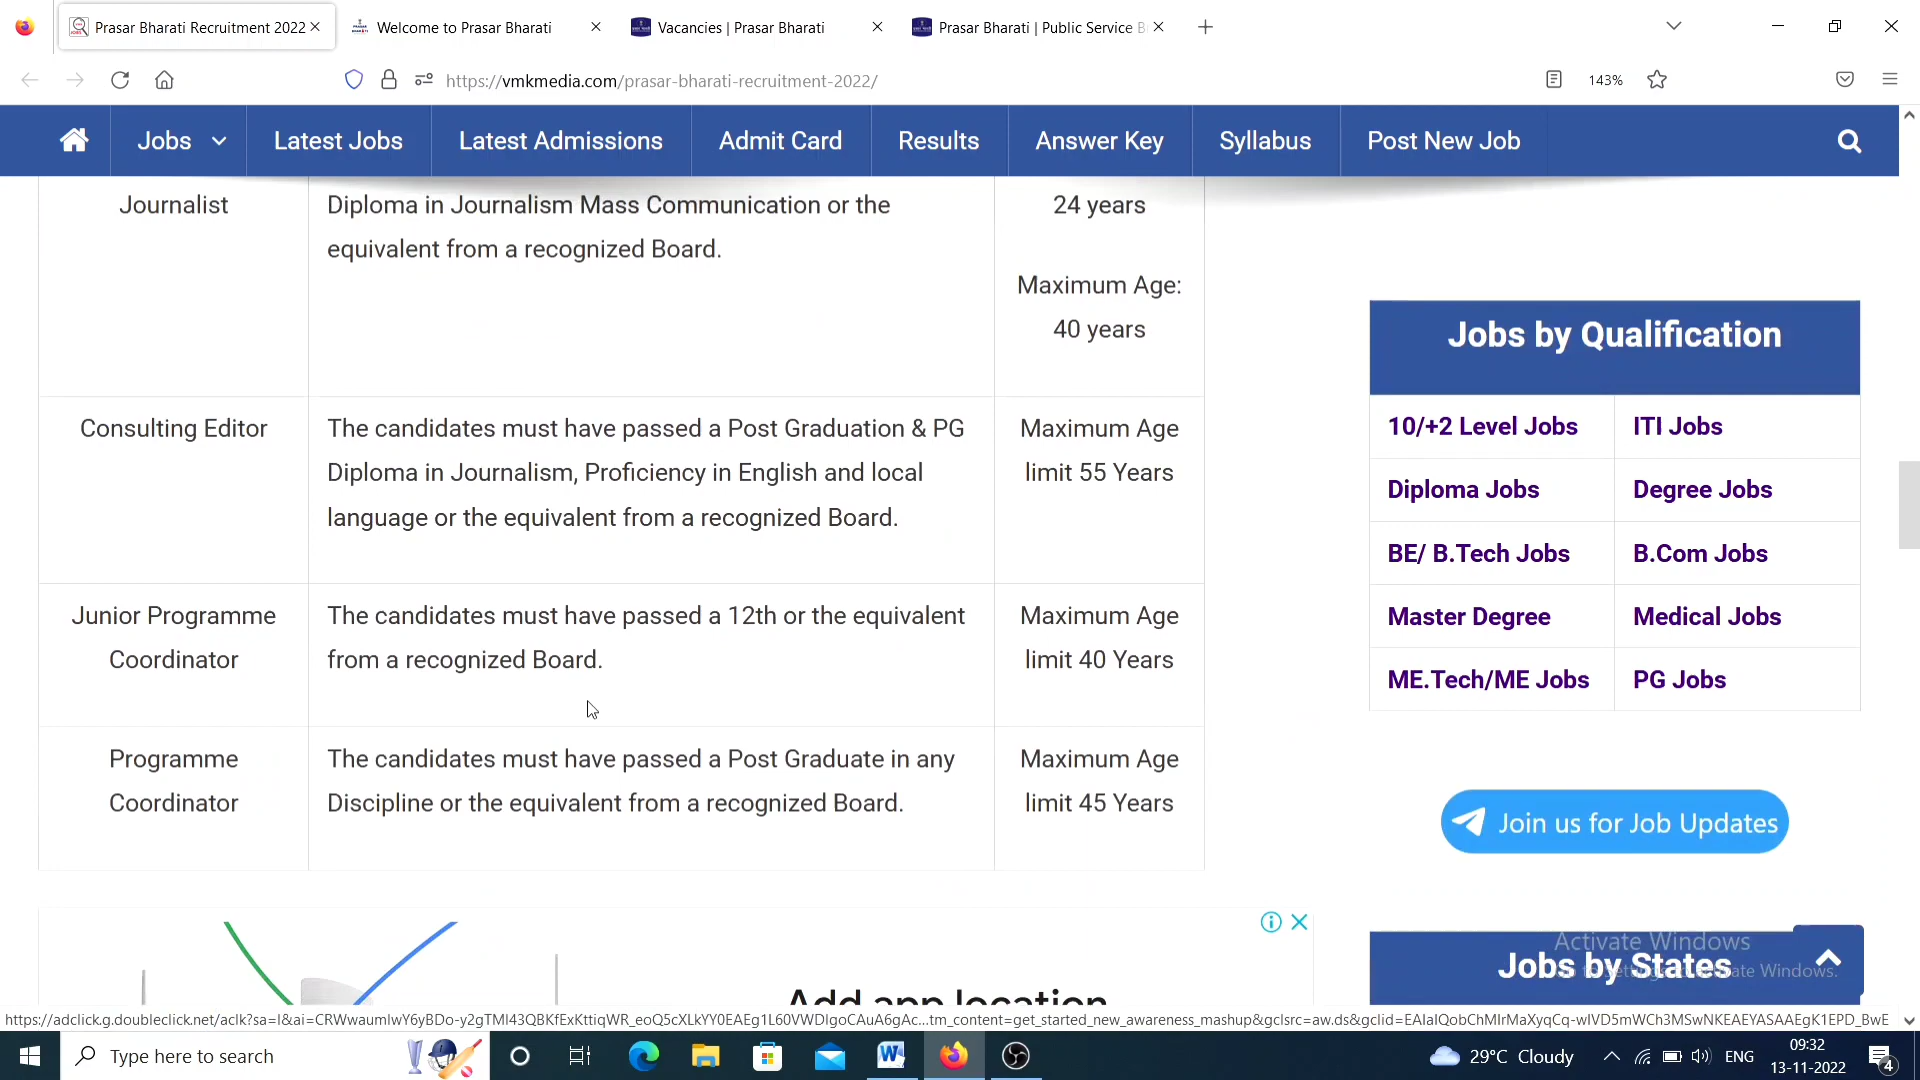 Prasar Bharati Recruitment 2022
Welcome to Prasar Bharati
Vacancies | Prasar Bharati
Prasar Bharati | Public Service B
https://vmkmedia.com/prasar-bharati-recruitment-2022/
143%
Jobs
Latest Jobs
Latest Admissions
Admit Card
Results
Answer Key
Syllabus
Post New Job
Journalist
Diploma in Journalism Mass Communication or the
equivalent from a recognized Board.
24 years
Maximum Age:
40 years
Consulting Editor
The candidates must have passed a Post Graduation & PG
Diploma in Journalism, Proficiency in English and local
language or the equivalent from a recognized Board.
Maximum Age
limit 55 Years
Junior Programme
Coordinator
The candidates must have passed a 12th or the equivalent
from a recognized Board.
Maximum Age
limit 40 Years
Programme
Coordinator
The candidates must have passed a Post Graduate in any
Discipline or the equivalent from a recognized Board.
Maximum Age
limit 45 Years
Jobs by Qualification
10/+2 Level Jobs
ITI Jobs
Diploma Jobs
Degree Jobs
BE/ B.Tech Jobs
B.Com Jobs
Master Degree
Medical Jobs
ME.Tech/ME Jobs
PG Jobs
Join us for Job Updates
Activate Windows
Jobs by States
Add app location
Type here to search
29°C Cloudy
ENG
09:32
13-11-2022
4